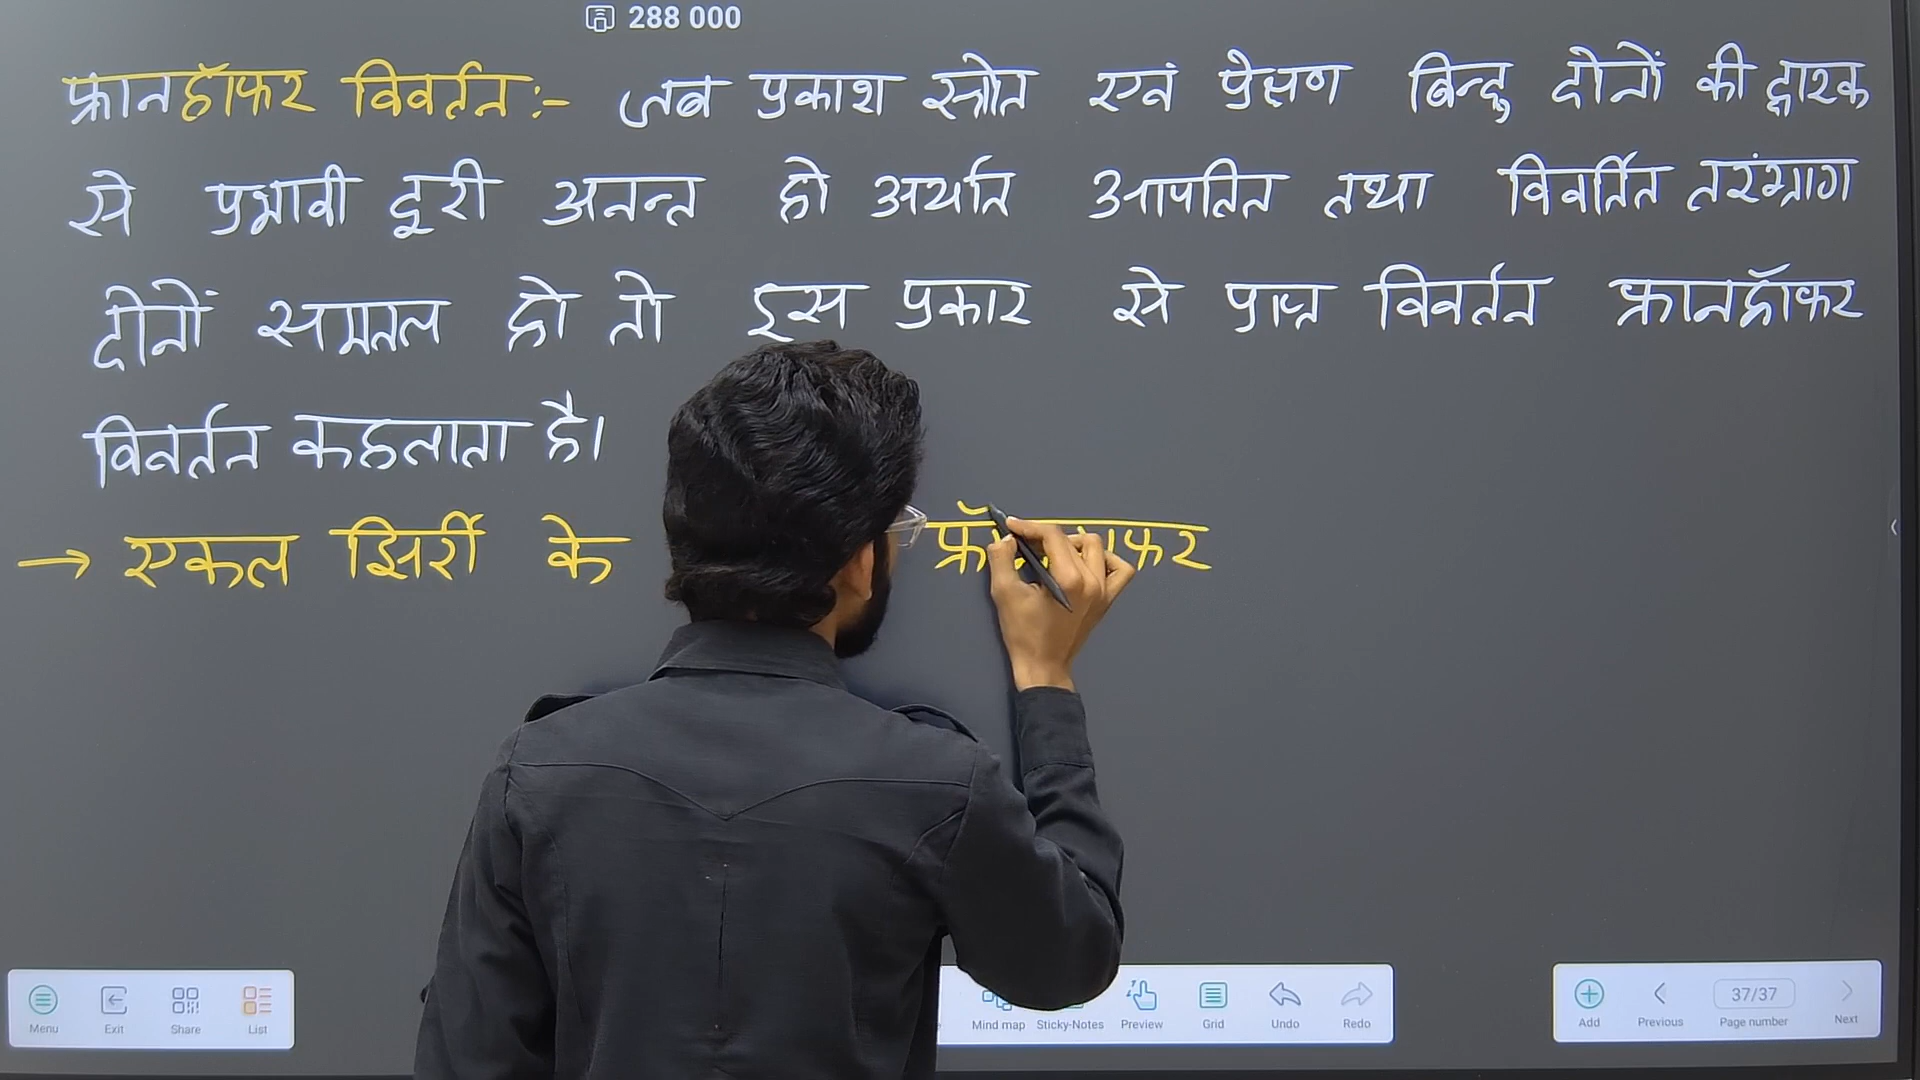 288 000
फ्रानहॉफर विवर्तन :- जब प्रकाश स्त्रोत एवं प्रेक्षण बिन्दु दोनों की द्वारक
से प्रभावी दूरी अनन्त हो अर्थात आपतित तथा विवर्तित तरंगाग्र
दोनों समतल हो तो इस प्रकार से प्राप्त विवर्तन फ्रानहॉफर
विवर्तन कहलाता है।
→ एकल झिर्री के
Menu Exit Share List Mind map Sticky-Notes Preview Grid Undo Redo Add Previous 37/37 Page number Next